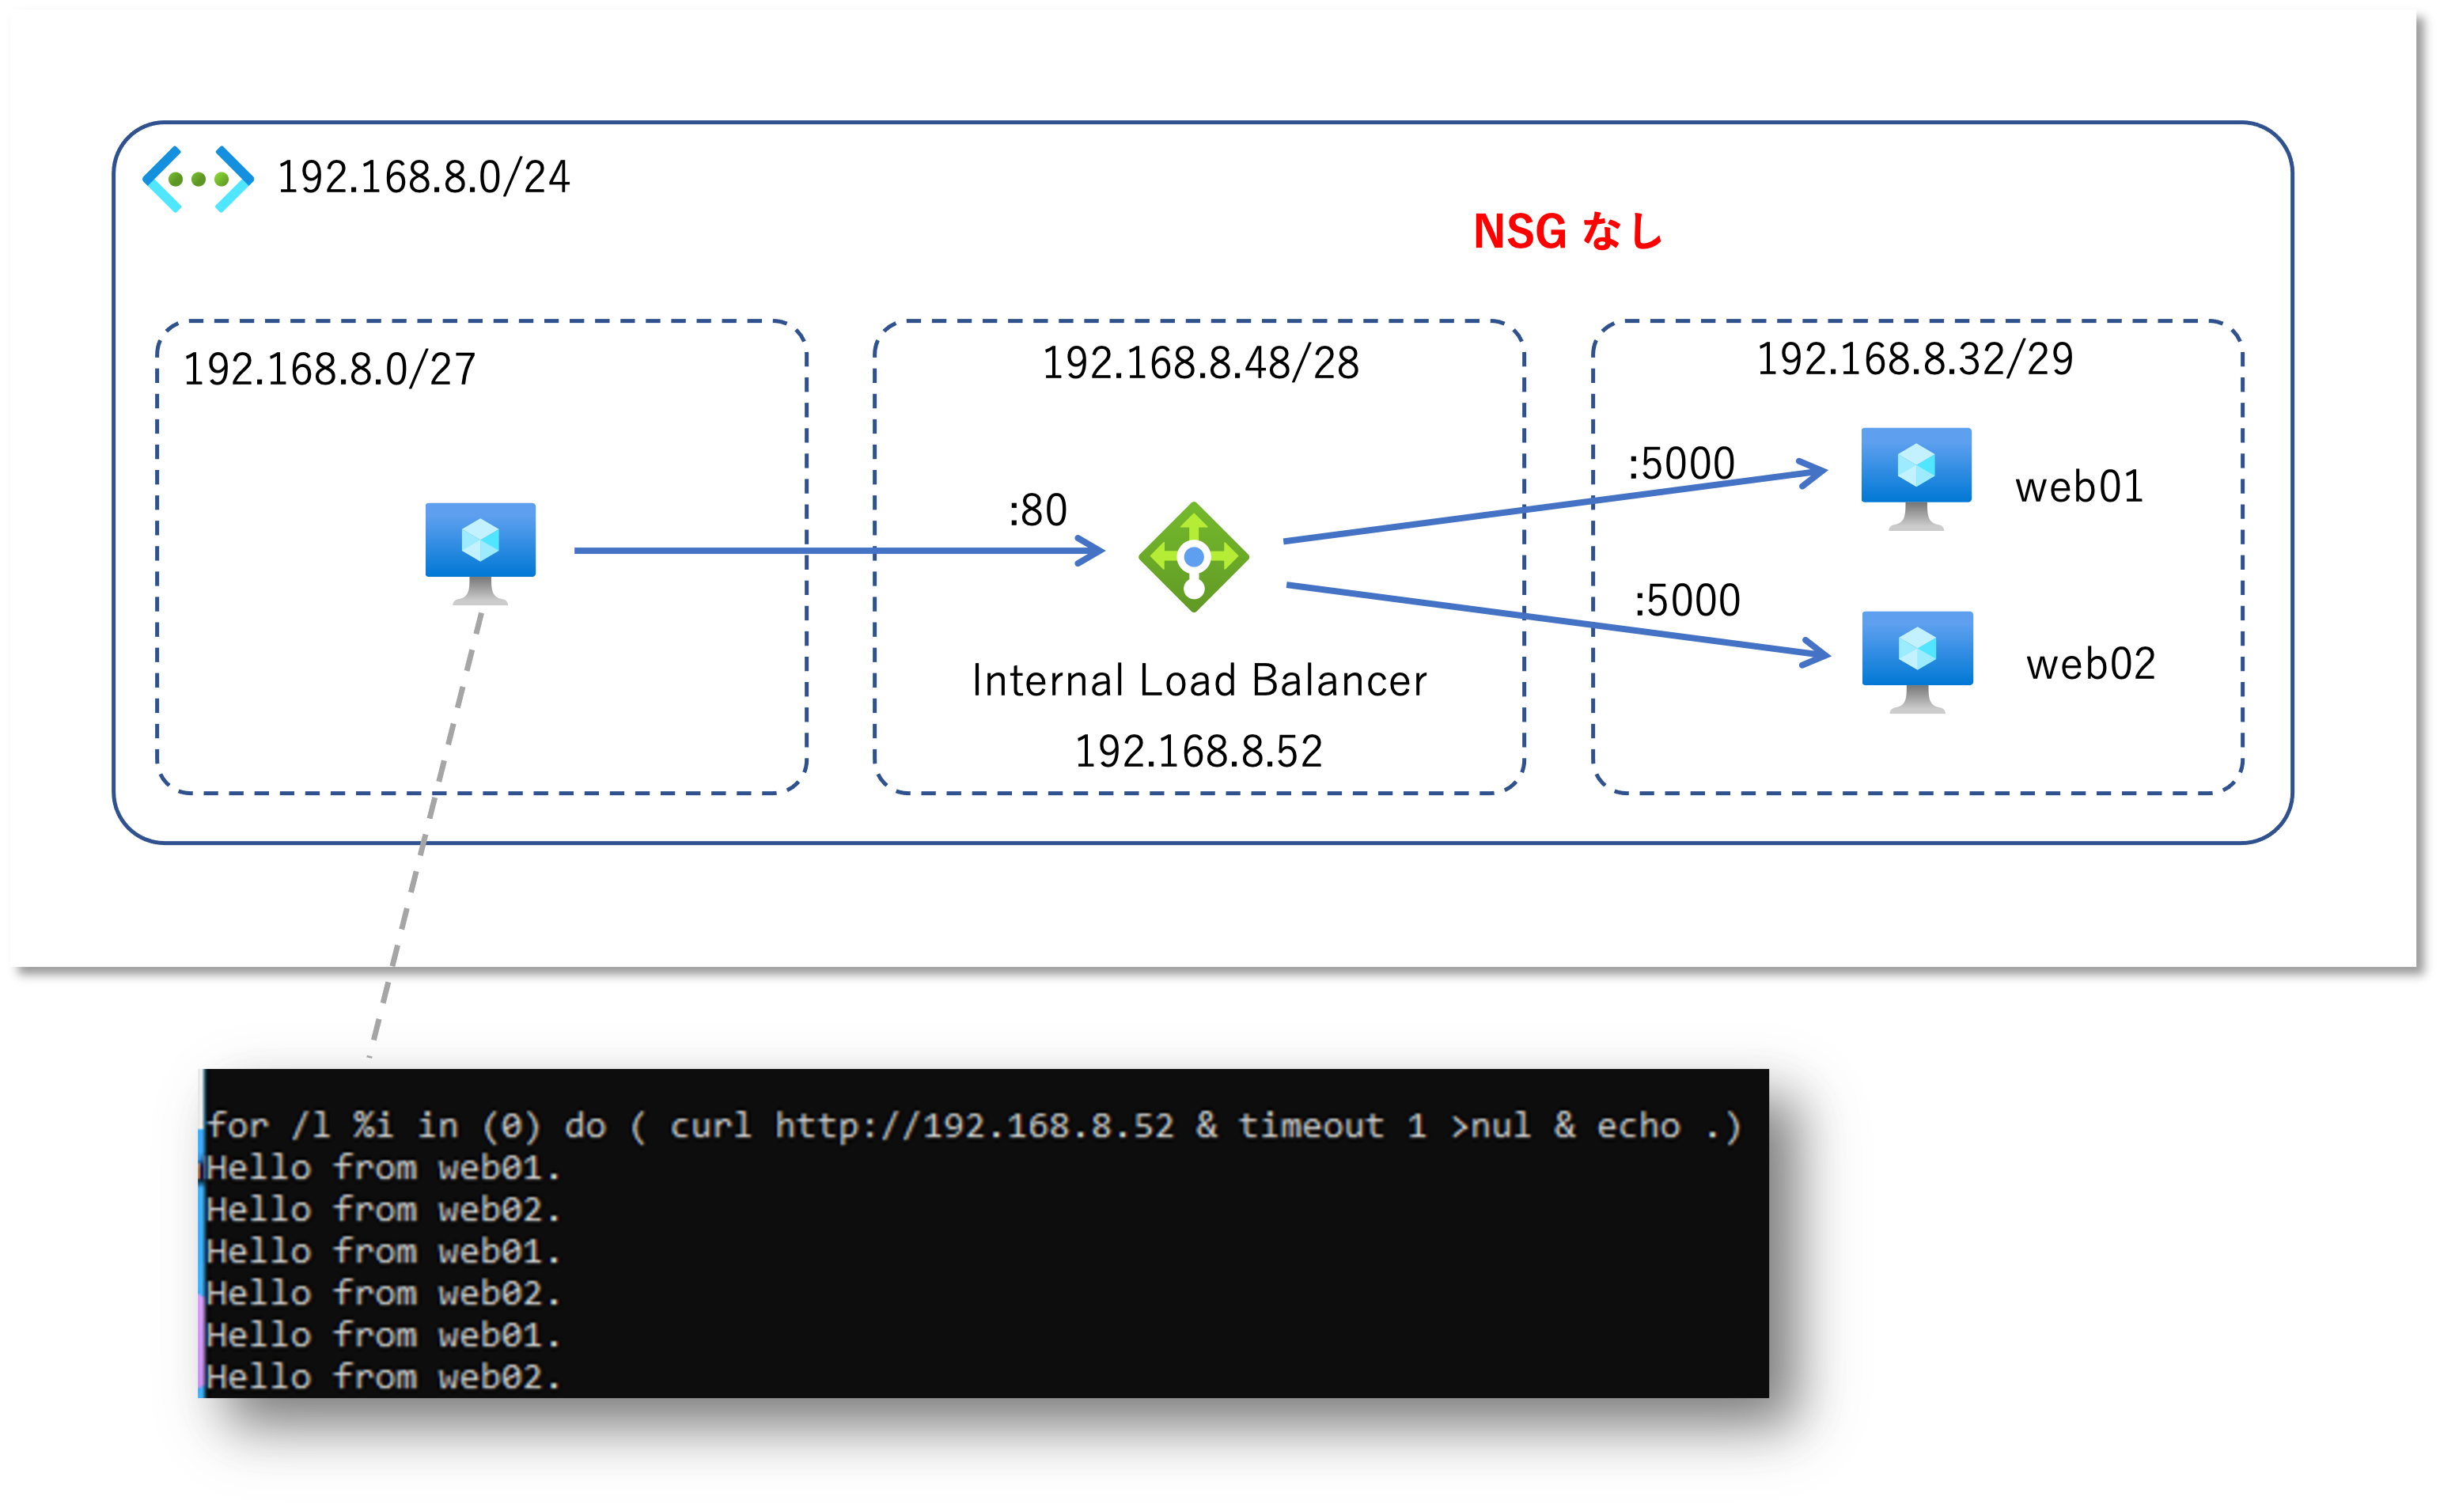 192.168.8.0/24
NSG なし
192.168.8.0/27
192.168.8.48/28
192.168.8.32/29
:80
:5000
web01
:5000
web02
Internal Load Balancer
192.168.8.52
for /l %i in (0) do ( curl http://192.168.8.52 & timeout 1 >nul & echo .)
Hello from web01.
Hello from web02.
Hello from web01.
Hello from web02.
Hello from web01.
Hello from web02.